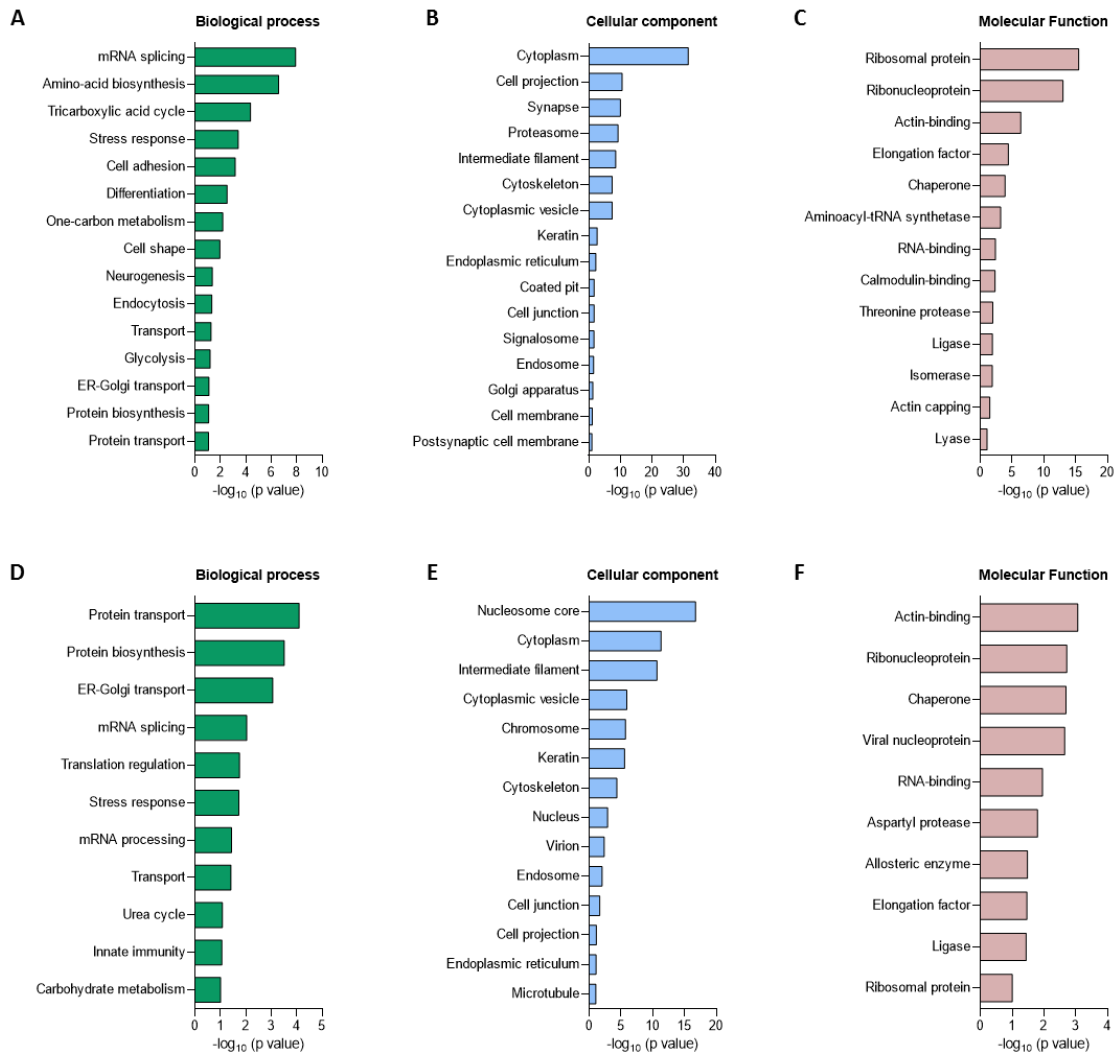 A
Biological process
mRNA splicing
Amino-acid biosynthesis
Tricarboxylic acid cycle
Stress response
Cell adhesion
Differentiation
One-carbon metabolism
Cell shape
Neurogenesis
Endocytosis
Transport
Glycolysis
ER-Golgi transport
Protein biosynthesis
Protein transport
0 2 4 6 8 10
-log10 (p value)
B
Cellular component
Cytoplasm
Cell projection
Synapse
Proteasome
Intermediate filament
Cytoskeleton
Cytoplasmic vesicle
Keratin
Endoplasmic reticulum
Coated pit
Cell junction
Signalosome
Endosome
Golgi apparatus
Cell membrane
Postsynaptic cell membrane
0 10 20 30 40
-log10 (p value)
C
Molecular Function
Ribosomal protein
Ribonucleoprotein
Actin-binding
Elongation factor
Chaperone
Aminoacyl-tRNA synthetase
RNA-binding
Calmodulin-binding
Threonine protease
Ligase
Isomerase
Actin capping
Lyase
0 5 10 15 20
-log10 (p value)
D
Biological process
Protein transport
Protein biosynthesis
ER-Golgi transport
mRNA splicing
Translation regulation
Stress response
mRNA processing
Transport
Urea cycle
Innate immunity
Carbohydrate metabolism
0 1 2 3 4 5
-log10 (p value)
E
Cellular component
Nucleosome core
Cytoplasm
Intermediate filament
Cytoplasmic vesicle
Chromosome
Keratin
Cytoskeleton
Nucleus
Virion
Endosome
Cell junction
Cell projection
Endoplasmic reticulum
Microtubule
0 5 10 15 20
-log10 (p value)
F
Molecular Function
Actin-binding
Ribonucleoprotein
Chaperone
Viral nucleoprotein
RNA-binding
Aspartyl protease
Allosteric enzyme
Elongation factor
Ligase
Ribosomal protein
0 1 2 3 4
-log10 (p value)